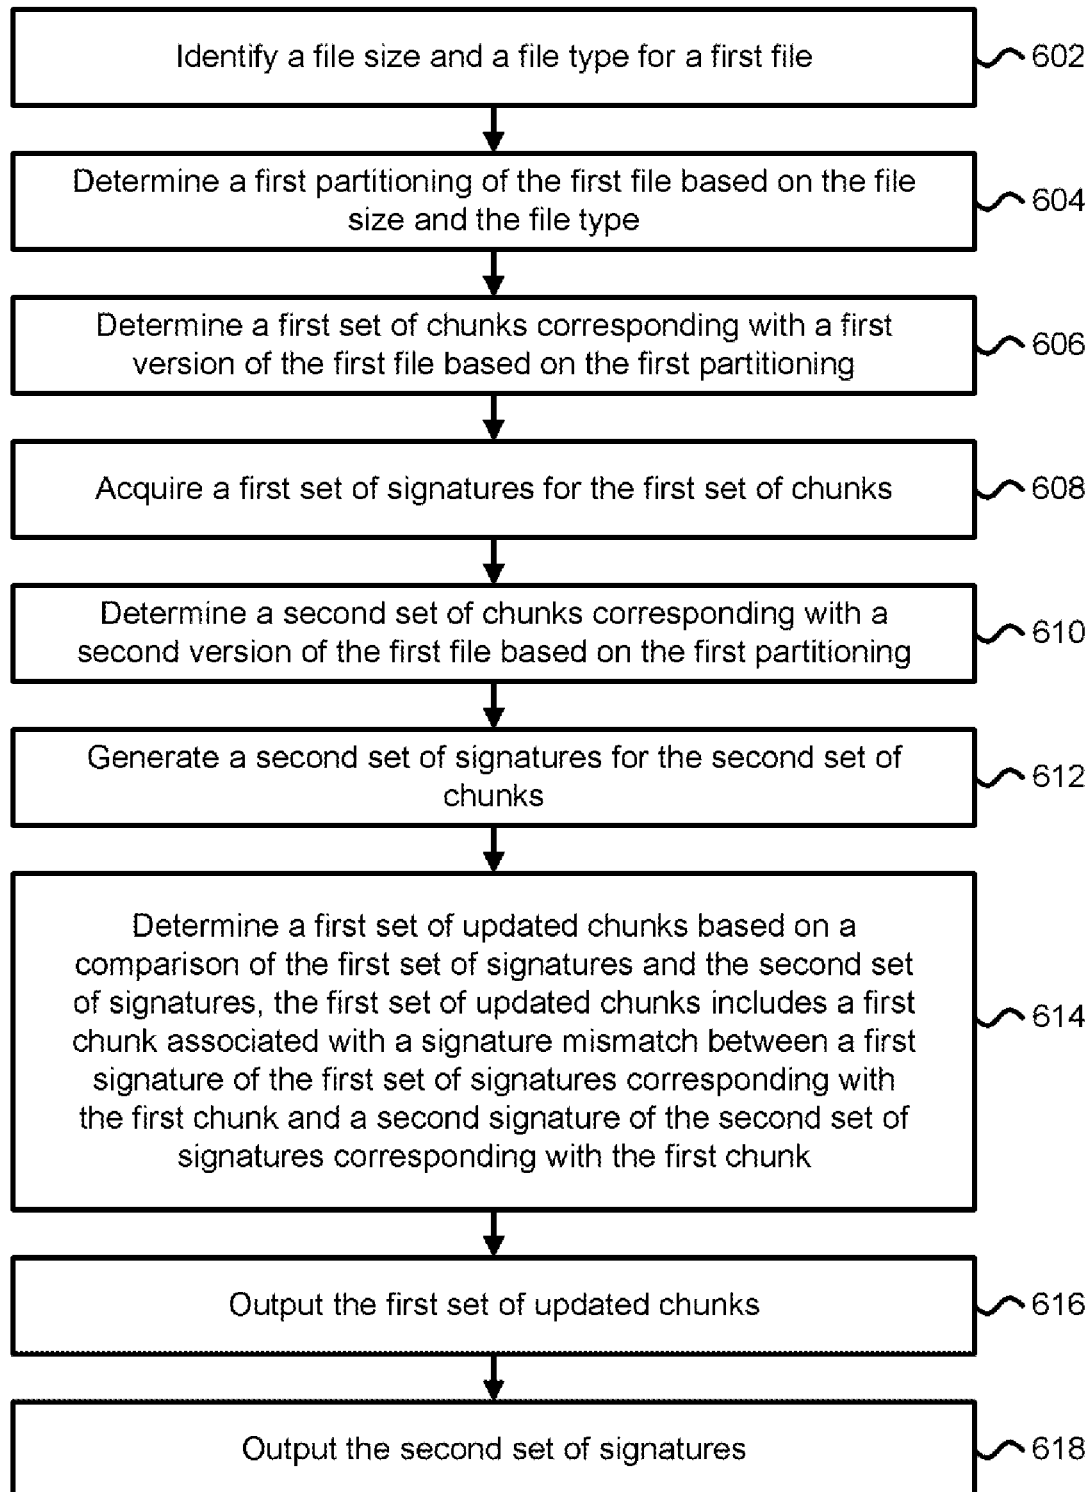 Identify a file size and a file type for a first file
602
Determine a first partitioning of the first file based on the file
size and the file type
604
Determine a first set of chunks corresponding with a first
version of the first file based on the first partitioning
606
Acquire a first set of signatures for the first set of chunks
608
Determine a second set of chunks corresponding with a
second version of the first file based on the first partitioning
610
Generate a second set of signatures for the second set of
chunks
612
Determine a first set of updated chunks based on a
comparison of the first set of signatures and the second set
of signatures, the first set of updated chunks includes a first
chunk associated with a signature mismatch between a first
signature of the first set of signatures corresponding with
the first chunk and a second signature of the second set of
signatures corresponding with the first chunk
614
Output the first set of updated chunks
616
Output the second set of signatures
618